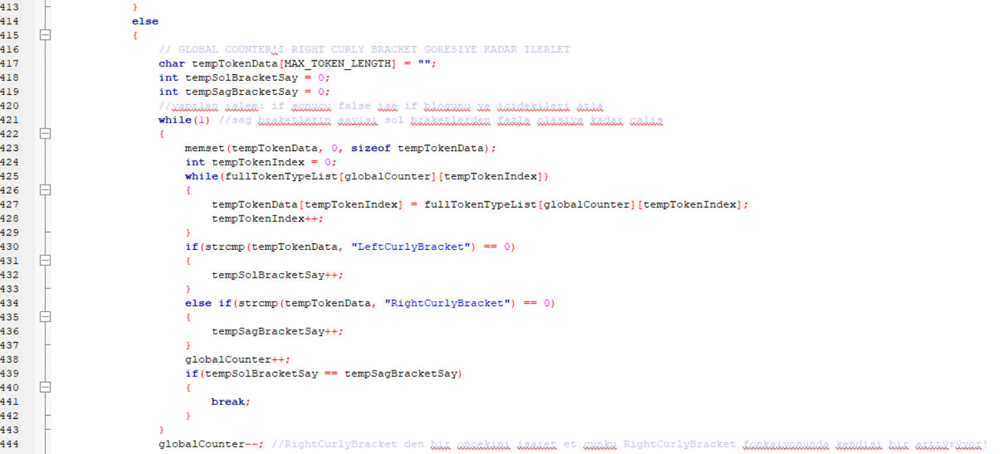 413 }
414 else
415 {
416 // GLOBAL COUNTER'I RIGHT CURLY BRACKET GORESIYE KADAR ILERLET
417 char tempTokenData[MAX_TOKEN_LENGTH] = "";
418 int tempSolBracketSay = 0;
419 int tempSagBracketSay = 0;
420 //yapilan islem: if sonucu false ise if blogunu ve icidekileri atla
421 while(1) //sag braketlerin sayisi sol braketlerden fazla olasiya kadar calis
422 {
423 memset(tempTokenData, 0, sizeof tempTokenData);
424 int tempTokenIndex = 0;
425 while(fullTokenTypeList[globalCounter][tempTokenIndex])
426 {
427 tempTokenData[tempTokenIndex] = fullTokenTypeList[globalCounter][tempTokenIndex];
428 tempTokenIndex++;
429 }
430 if(strcmp(tempTokenData, "LeftCurlyBracket") == 0)
431 {
432 tempSolBracketSay++;
433 }
434 else if(strcmp(tempTokenData, "RightCurlyBracket") == 0)
435 {
436 tempSagBracketSay++;
437 }
438 globalCounter++;
439 if(tempSolBracketSay == tempSagBracketSay)
440 {
441 break;
442 }
443 }
444 globalCounter--; //RightCurlyBracket den bir oncekini isaret et cunku RightCurlyBracket fonksiyonunda kendisi bir arttýrýyor!